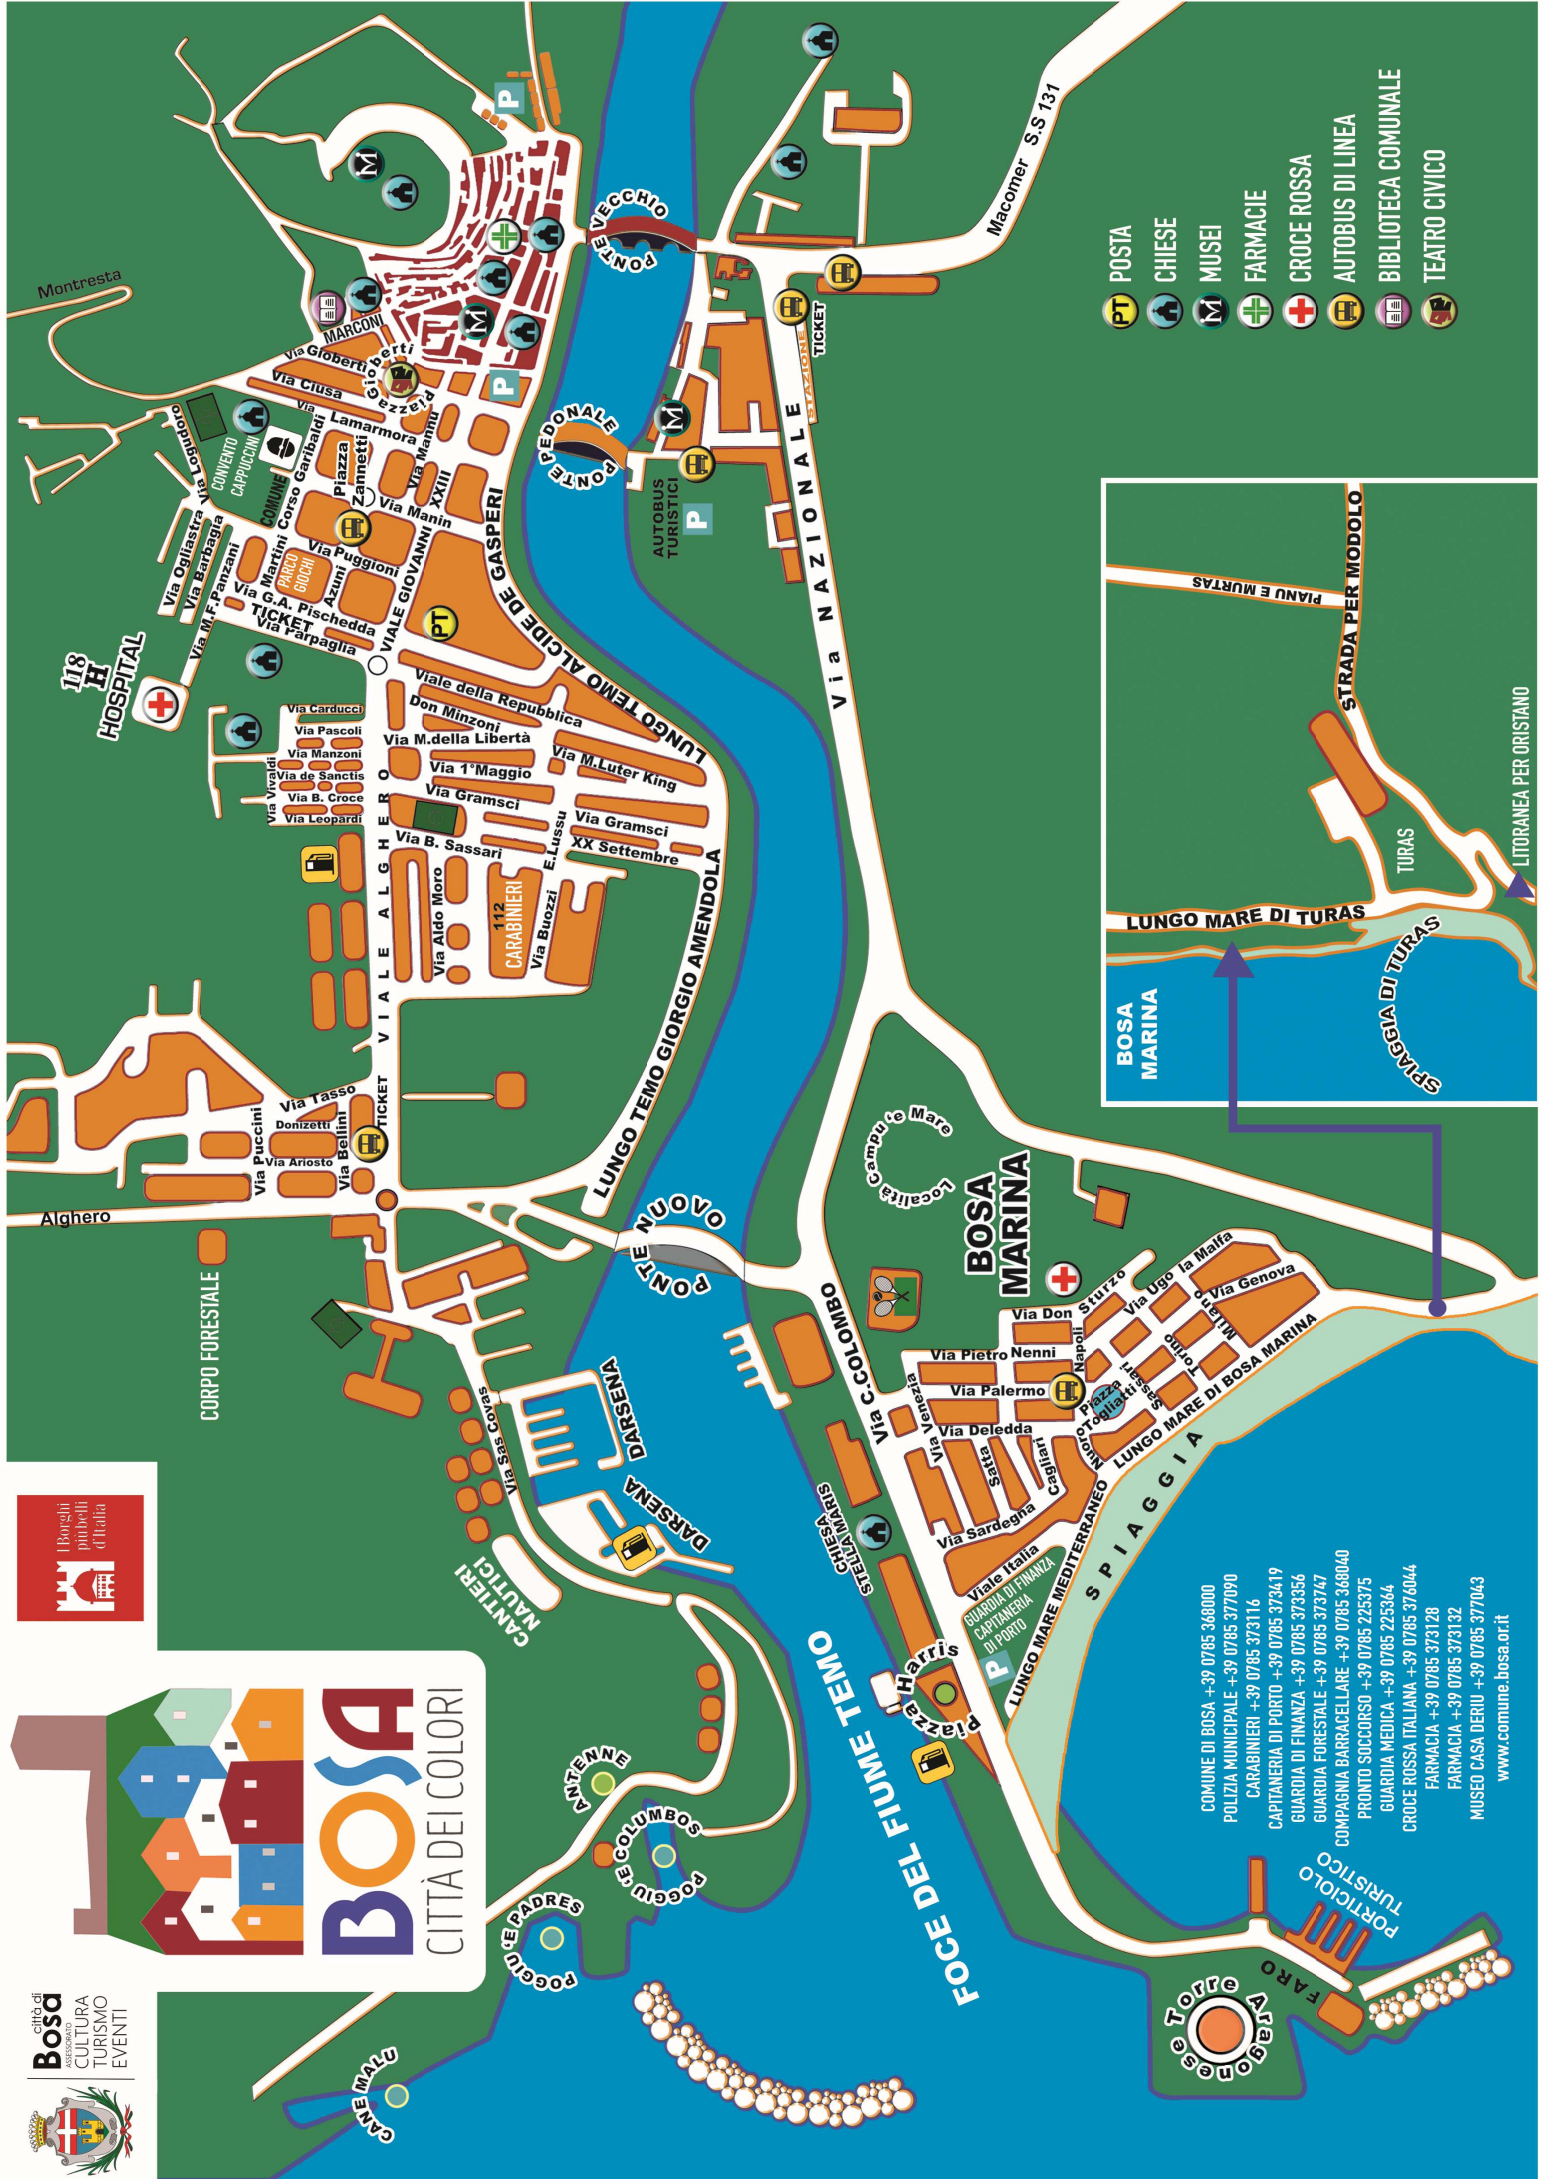 città di
Bosa
ASSESSORATO
CULTURA
TURISMO
EVENTI
I Borghi
più belli
d'Italia
BOSA
CITTÀ DEI COLORI
CANE MALU
POGGIU 'E PADRES
POGGIU 'E COLUMBOS
ANTENNE
CANTIERI
NAUTICI
DARSENA
DARSENA
Via Sas Covas
CORPO FORESTALE
Alghero
Via Puccini
Via Tasso
Donizetti
Via Ariosto
Via Bellini
TICKET
VIALE ALGHERO
PONTE NUOVO
LUNGO TEMO GIORGIO AMENDOLA
Via Aldo Moro
112
CARABINIERI
Via Buozzi
E.Lussu
Via B. Sassari
XX Settembre
Via Gramsci
Via Gramsci
Via 1°Maggio
Via M.Luter King
Via M.della Libertà
Don Minzoni
Viale della Repubblica
Via Leopardi
Via B. Croce
Via de Sanctis
Via Manzoni
Via Pascoli
Via Carducci
Via Vivaldi
118
H
HOSPITAL
Via Parpaglia
TICKET
Via G.A. Pischedda
Via M.F.Panzani
Via Barbagia
Via Ogliastra
Via Logudoro
PARCO
GIOCHI
Martini
Azuni
Via Puggioni
COMUNE
Corso Garibaldi
CONVENTO
CAPPUCCINI
Piazza
Zannetti
Via Manin
VIALE GIOVANNI
XXIII
Via Mannu
Via
Lamarmora
Via Ciusa
Via Gioberti
Piazza Gioberti
MARCONI
Montresta
PT
P
P
M
M
LUNGO TEMO ALCIDE DE GASPERI
LUNGO
PONTE PEDONALE
PONTE VECCHIO
M
AUTOBUS
TURISTICI
P
Via NAZIONALE
STAZIONE
TICKET
Macomer S.S 131
PT POSTA
CHIESE
M MUSEI
FARMACIE
CROCE ROSSA
AUTOBUS DI LINEA
BIBLIOTECA COMUNALE
TEATRO CIVICO
FOCE DEL FIUME TEMO
Piazza Harris
CHIESA
STELLA MARIS
Via C.COLOMBO
Località Campu 'e Mare
BOSA
MARINA
Via Don Sturzo
Via Ugo la Malfa
Via Genova
Milano
Torino
Sassari
Napoli
Via Pietro Nenni
Via Palermo
Piazza
Togliatti
Nuoro
Via Venezia
Via Deledda
Satta
Cagliari
Via Sardegna
Viale Italia
GUARDIA DI FINANZA
CAPITANERIA
DI PORTO
P
LUNGO MARE MEDITERRANEO
LUNGO MARE DI BOSA MARINA
SPIAGGIA
Torre Aragonese
FARO
PORTICIOLO
TURISTICO
COMUNE DI BOSA +39 0785 368000
POLIZIA MUNICIPALE +39 0785 377090
CARABINIERI +39 0785 373116
CAPITANERIA DI PORTO +39 0785 373419
GUARDIA DI FINANZA +39 0785 373356
GUARDIA FORESTALE +39 0785 373747
COMPAGNIA BARACELLARE +39 0785 368040
PRONTO SOCCORSO +39 0785 225375
GUARDIA MEDICA +39 0785 225364
CROCE ROSSA ITALIANA +39 0785 376044
FARMACIA +39 0785 373128
FARMACIA +39 0785 373132
MUSEO CASA DERIU +39 0785 377043
www.comune.bosa.or.it
BOSA
MARINA
LUNGO MARE DI TURAS
SPIAGGIA DI TURAS
TURAS
PIANU E MURTAS
STRADA PER MODOLO
LITORANEA PER ORISTANO